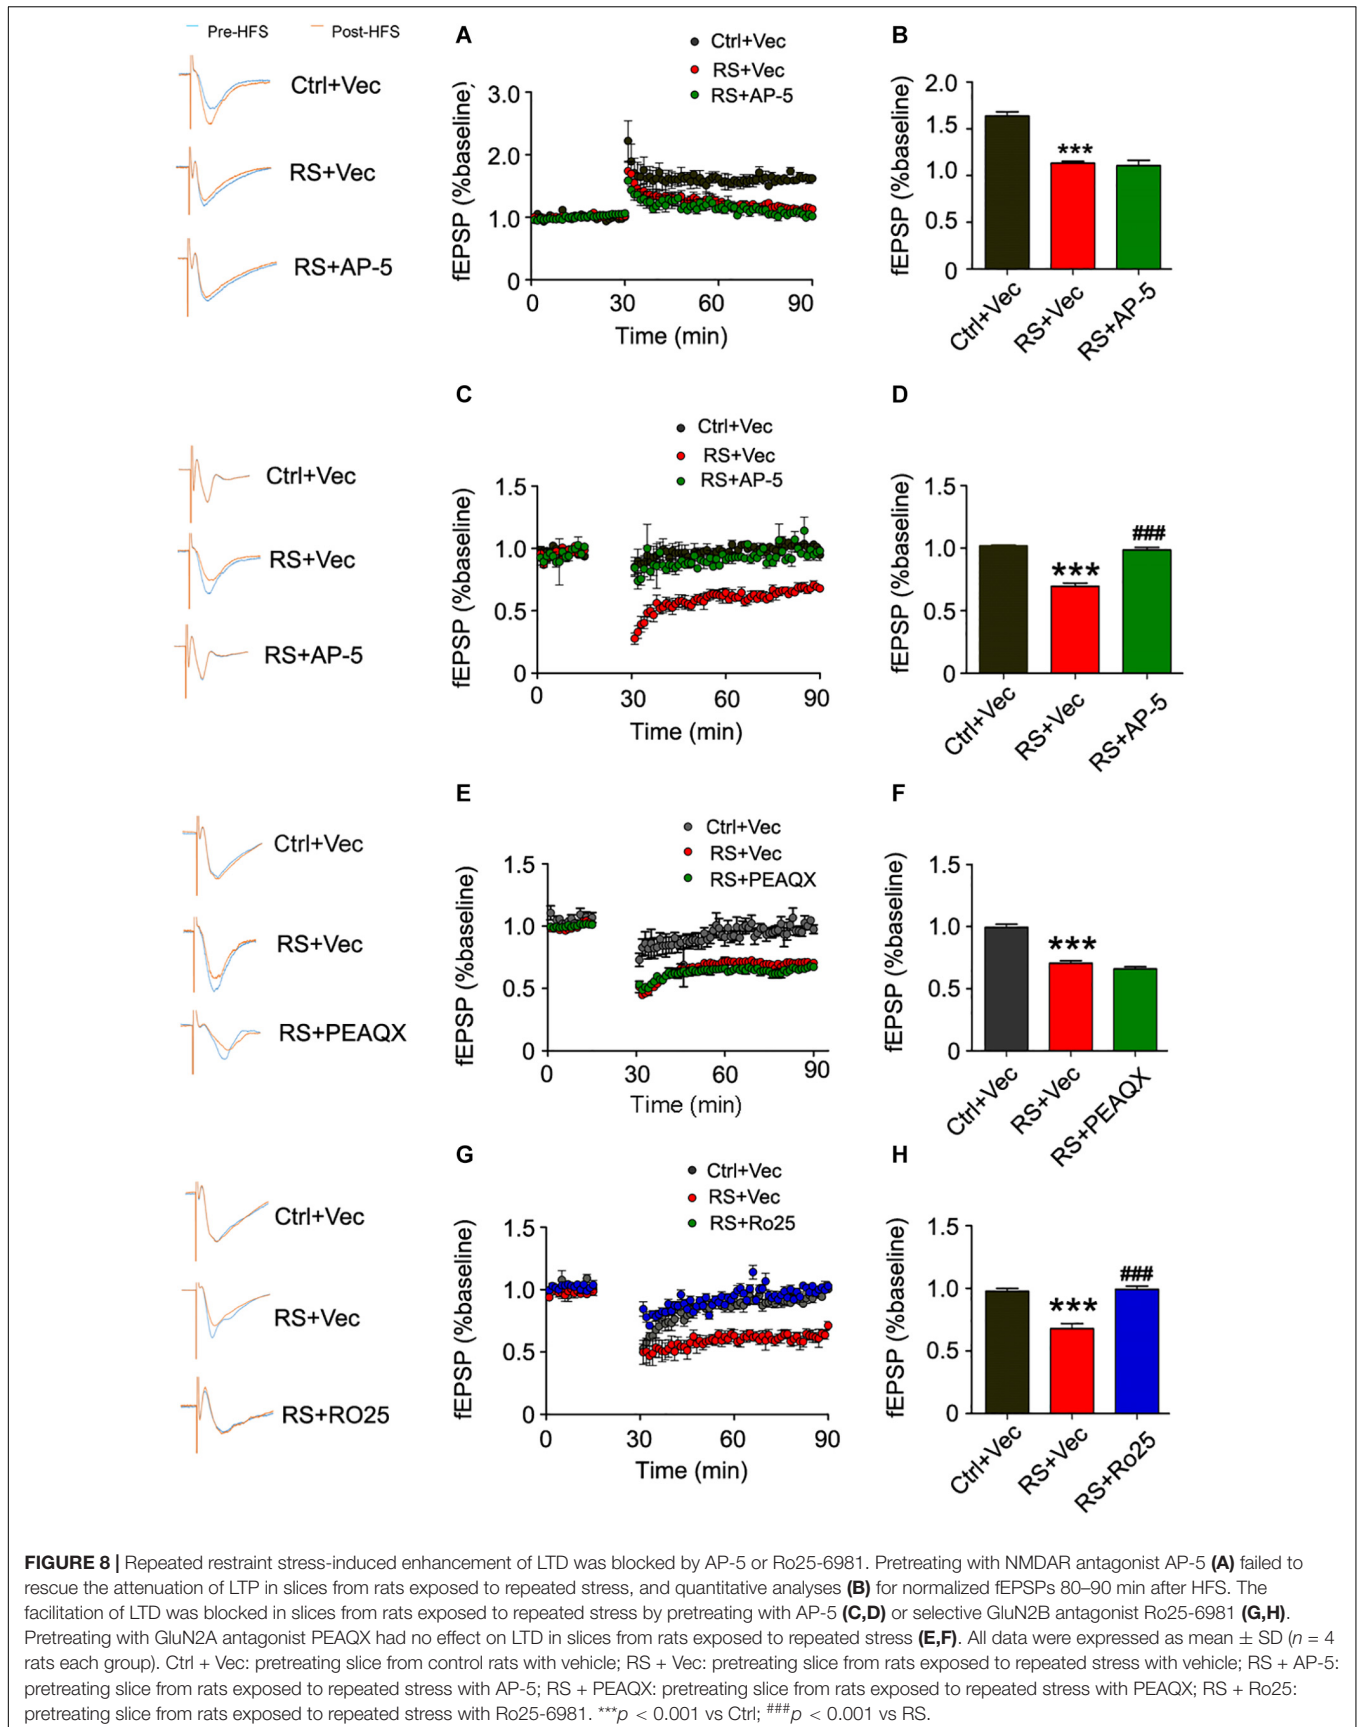 Pre-HFS Post-HFS
Ctrl+Vec
RS+Vec
RS+AP-5
A
Ctrl+Vec
RS+Vec
RS+AP-5
fEPSP (%baseline)
3.0
2.0
1.0
0
0 30 60 90
Time (min)
B
fEPSP (%baseline)
2.0
1.5
1.0
0.5
0
***
Ctrl+Vec
RS+Vec
RS+AP-5
Ctrl+Vec
RS+Vec
RS+AP-5
C
Ctrl+Vec
RS+Vec
RS+AP-5
fEPSP (%baseline)
1.5
1.0
0.5
0
0 30 60 90
Time (min)
D
fEPSP (%baseline)
1.5
1.0
0.5
0
***
###
Ctrl+Vec
RS+Vec
RS+AP-5
Ctrl+Vec
RS+Vec
RS+PEAQX
E
Ctrl+Vec
RS+Vec
RS+PEAQX
fEPSP (%baseline)
1.5
1.0
0.5
0
0 30 60 90
Time (min)
F
fEPSP (%baseline)
1.5
1.0
0.5
0
***
Ctrl+Vec
RS+Vec
RS+PEAQX
Ctrl+Vec
RS+Vec
RS+RO25
G
Ctrl+Vec
RS+Vec
RS+Ro25
fEPSP (%baseline)
1.5
1.0
0.5
0
0 30 60 90
Time (min)
H
fEPSP (%baseline)
1.5
1.0
0.5
0
***
###
Ctrl+Vec
RS+Vec
RS+Ro25
FIGURE 8 | Repeated restraint stress-induced enhancement of LTD was blocked by AP-5 or Ro25-6981. Pretreating with NMDAR antagonist AP-5 (A) failed to
rescue the attenuation of LTP in slices from rats exposed to repeated stress, and quantitative analyses (B) for normalized fEPSPs 80–90 min after HFS. The
facilitation of LTD was blocked in slices from rats exposed to repeated stress by pretreating with AP-5 (C,D) or selective GluN2B antagonist Ro25-6981 (G,H).
Pretreating with GluN2A antagonist PEAQX had no effect on LTD in slices from rats exposed to repeated stress (E,F). All data were expressed as mean ± SD (n = 4
rats each group). Ctrl + Vec: pretreating slice from control rats with vehicle; RS + Vec: pretreating slice from rats exposed to repeated stress with vehicle; RS + AP-5:
pretreating slice from rats exposed to repeated stress with AP-5; RS + PEAQX: pretreating slice from rats exposed to repeated stress with PEAQX; RS + Ro25:
pretreating slice from rats exposed to repeated stress with Ro25-6981. ***p < 0.001 vs Ctrl; ###p < 0.001 vs RS.